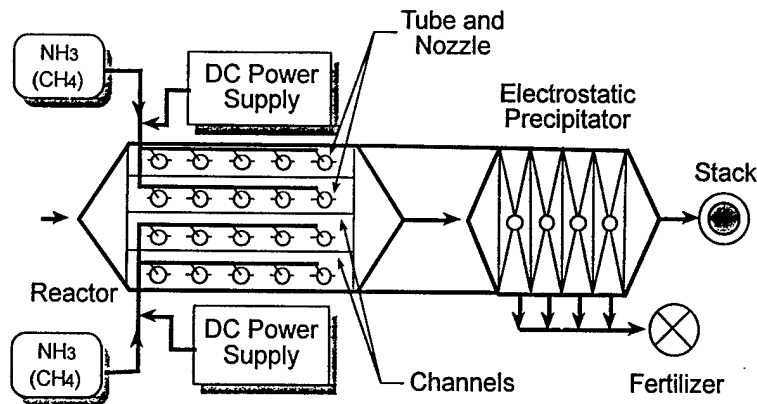 Tube and
Nozzle
NH3
(CH4)
DC Power
Supply
Electrostatic
Precipitator
Stack
Reactor
NH3
(CH4)
DC Power
Supply
Channels
Fertilizer